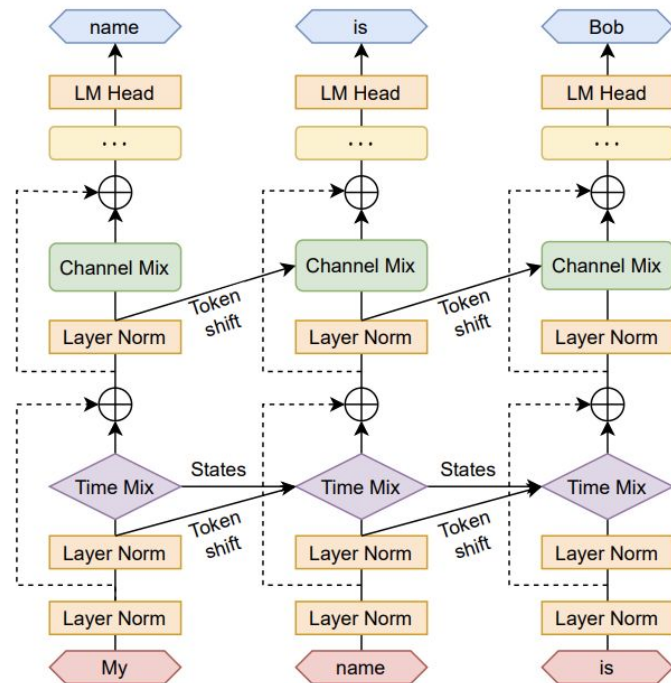 name is Bob
LM Head LM Head LM Head
... ... ...
Channel Mix Channel Mix Channel Mix
Token Token
shift shift
Layer Norm Layer Norm Layer Norm
States States
Time Mix Time Mix Time Mix
Token Token
shift shift
Layer Norm Layer Norm Layer Norm
Layer Norm Layer Norm Layer Norm
My name is